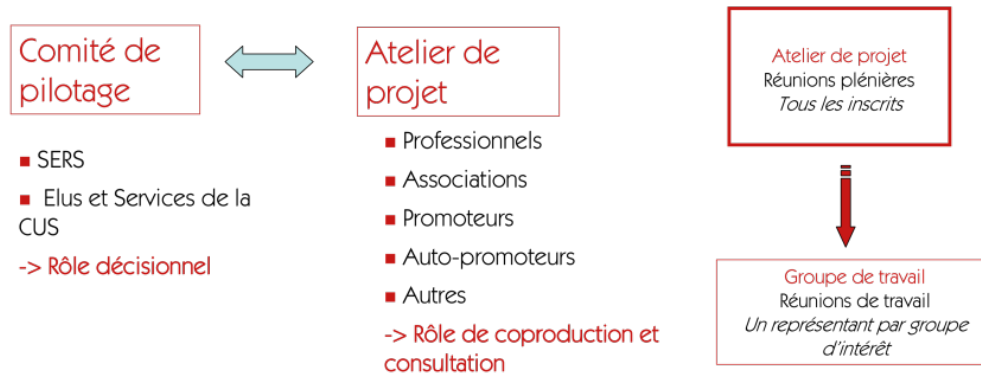 Comité de
pilotage
■ SERS
■ Elus et Services de la
CUS
-> Rôle décisionnel
Atelier de
projet
■ Professionnels
■ Associations
■ Promoteurs
■ Auto-promoteurs
■ Autres
-> Rôle de coproduction et
consultation
Atelier de projet
Réunions plénières
Tous les inscrits
Groupe de travail
Réunions de travail
Un représentant par groupe
d'intérêt